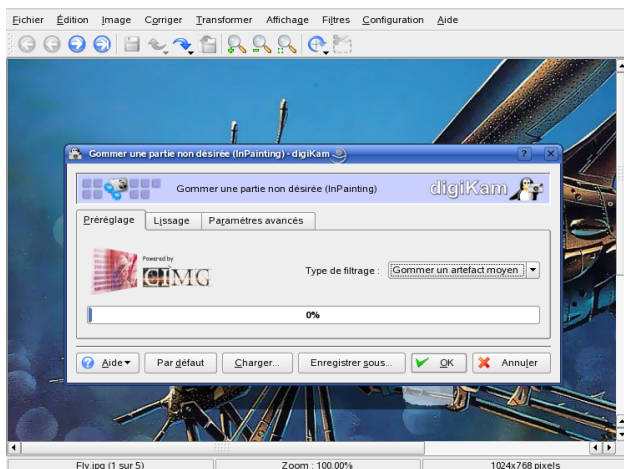 Fichier Édition Image Corriger Transformer Affichage Filtres Configuration Aide
Gommer une partie non désirée (InPainting) - digiKam
Gommer une partie non désirée (InPainting) digiKam
Préréglage Lissage Paramètres avancés
Powered by
CIMG
Type de filtrage : Gommer un artefact moyen
0%
Aide Par défaut Charger... Enregistrer sous... OK Annuler
Fly.jpg (1 sur 5) Zoom : 100.00% 1024x768 pixels